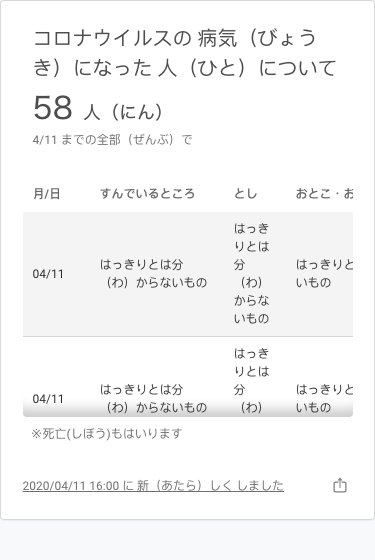 コロナウイルスの 病気（びょう
き）になった 人（ひと）について
58 人（にん）
4/11 までの全部（ぜんぶ）で
月/日 すんでいるところ とし おとこ・お
04/11 はっきりとは分
（わ）からないもの
はっき
りとは
分
（わ）
からな
いもの
はっきりと
いもの
04/11 はっきりとは分
（わ）からないもの
はっき
りとは
分
（わ）
はっきりと
いもの
※死亡(しぼう)もはいります
2020/04/11 16:00 に 新（あたら）しく しました